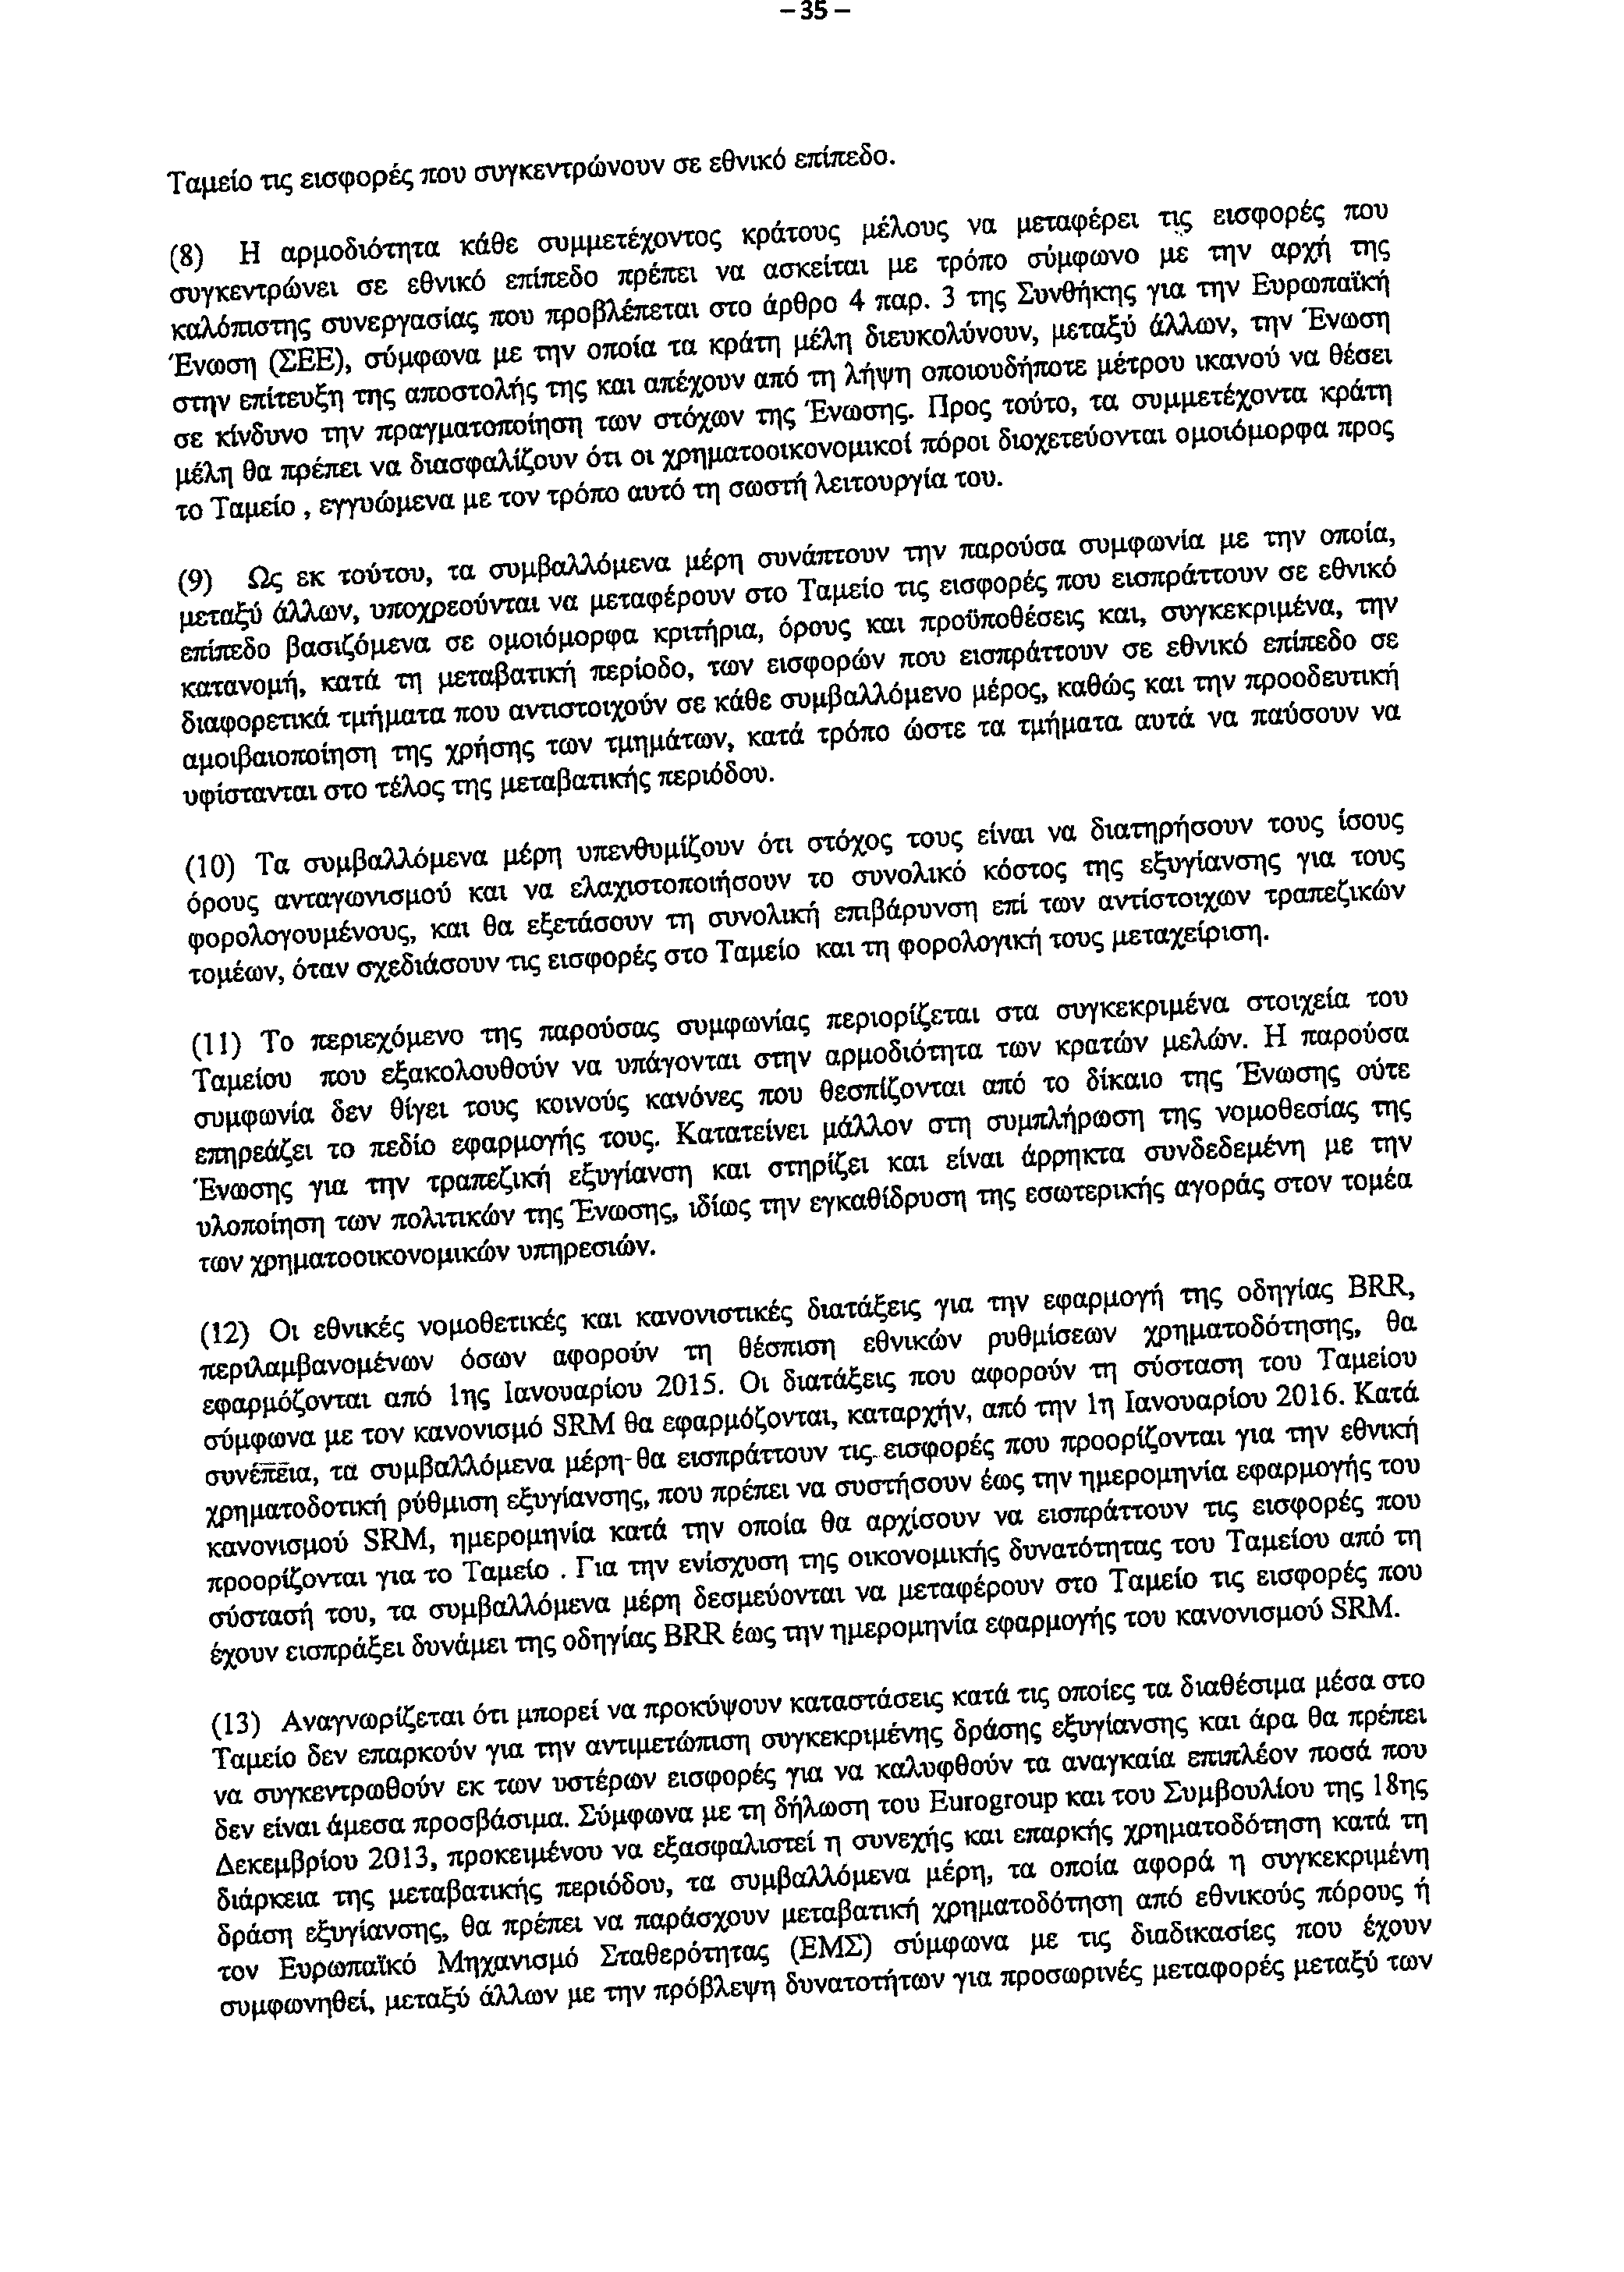 – 35 –
Ταμείο τις εισφορές που συγκεντρώνουν σε εθνικό επίπεδο.
(8) Η αρμοδιότητα κάθε συμμετέχοντος κράτους μέλους να μεταφέρει τις εισφορές που
συγκεντρώνει σε εθνικό επίπεδο πρέπει να ασκείται με τρόπο σύμφωνο με την αρχή της
καλόπιστης συνεργασίας που προβλέπεται στο άρθρο 4 παρ. 3 της Συνθήκης για την Ευρωπαϊκή
Ένωση (ΣΕΕ), σύμφωνα με την οποία τα κράτη μέλη διευκολύνουν, μεταξύ άλλων, την Ένωση
στην επίτευξη της αποστολής της και απέχουν από τη λήψη οποιουδήποτε μέτρου ικανού να θέσει
σε κίνδυνο την πραγματοποίηση των στόχων της Ένωσης. Προς τούτο, τα συμμετέχοντα κράτη
μέλη θα πρέπει να διασφαλίζουν ότι οι χρηματοοικονομικοί πόροι διοχετεύονται ομοιόμορφα προς
το Ταμείο , εγγυώμενα με τον τρόπο αυτό τη σωστή λειτουργία του.
(9) Ως εκ τούτου, τα συμβαλλόμενα μέρη συνάπτουν την παρούσα συμφωνία με την οποία,
μεταξύ άλλων, υποχρεούνται να μεταφέρουν στο Ταμείο τις εισφορές που εισπράττουν σε εθνικό
επίπεδο βασιζόμενα σε ομοιόμορφα κριτήρια, όρους και προϋποθέσεις και, συγκεκριμένα, την
κατανομή, κατά τη μεταβατική περίοδο, των εισφορών που εισπράττουν σε εθνικό επίπεδο σε
διαφορετικά τμήματα που αντιστοιχούν σε κάθε συμβαλλόμενο μέρος, καθώς και την προοδευτική
αμοιβαιοποίηση της χρήσης των τμημάτων, κατά τρόπο ώστε τα τμήματα αυτά να παύσουν να
υφίστανται στο τέλος της μεταβατικής περιόδου.
(10) Τα συμβαλλόμενα μέρη υπενθυμίζουν ότι στόχος τους είναι να διατηρήσουν τους ίσους
όρους ανταγωνισμού και να ελαχιστοποιήσουν το συνολικό κόστος της εξυγίανσης για τους
φορολογουμένους, και θα εξετάσουν τη συνολική επιβάρυνση επί των αντίστοιχων τραπεζικών
τομέων, όταν σχεδιάσουν τις εισφορές στο Ταμείο και τη φορολογική τους μεταχείριση.
(11) Το περιεχόμενο της παρούσας συμφωνίας περιορίζεται στα συγκεκριμένα στοιχεία του
Ταμείου που εξακολουθούν να υπάγονται στην αρμοδιότητα των κρατών μελών. Η παρούσα
συμφωνία δεν θίγει τους κοινούς κανόνες που θεσπίζονται από το δίκαιο της Ένωσης ούτε
επηρεάζει το πεδίο εφαρμογής τους. Κατατείνει μάλλον στη συμπλήρωση της νομοθεσίας της
Ένωσης για την τραπεζική εξυγίανση και στηρίζει και είναι άρρηκτα συνδεδεμένη με την
υλοποίηση των πολιτικών της Ένωσης, ιδίως την εγκαθίδρυση της εσωτερικής αγοράς στον τομέα
των χρηματοοικονομικών υπηρεσιών.
(12) Οι εθνικές νομοθετικές και κανονιστικές διατάξεις για την εφαρμογή της οδηγίας BRR,
περιλαμβανομένων όσων αφορούν τη θέσπιση εθνικών ρυθμίσεων χρηματοδότησης, θα
εφαρμόζονται από 1ης Ιανουαρίου 2015. Οι διατάξεις που αφορούν τη σύσταση του Ταμείου
σύμφωνα με τον κανονισμό SRM θα εφαρμόζονται, καταρχήν, από την 1η Ιανουαρίου 2016. Κατά
συνέπεια, τα συμβαλλόμενα μέρη θα εισπράττουν τις εισφορές που προορίζονται για την εθνική
χρηματοδοτική ρύθμιση εξυγίανσης, που πρέπει να συστήσουν έως την ημερομηνία εφαρμογής του
κανονισμού SRM, ημερομηνία κατά την οποία θα αρχίσουν να εισπράττουν τις εισφορές που
προορίζονται για το Ταμείο . Για την ενίσχυση της οικονομικής δυνατότητας του Ταμείου από τη
σύστασή του, τα συμβαλλόμενα μέρη δεσμεύονται να μεταφέρουν στο Ταμείο τις εισφορές που
έχουν εισπράξει δυνάμει της οδηγίας BRR έως την ημερομηνία εφαρμογής του κανονισμού SRM.
(13) Αναγνωρίζεται ότι μπορεί να προκύψουν καταστάσεις κατά τις οποίες τα διαθέσιμα μέσα στο
Ταμείο δεν επαρκούν για την αντιμετώπιση συγκεκριμένης δράσης εξυγίανσης και άρα θα πρέπει
να συγκεντρωθούν εκ των υστέρων εισφορές για να καλυφθούν τα αναγκαία επιπλέον ποσά που
δεν είναι άμεσα προσβάσιμα. Σύμφωνα με τη δήλωση του Eurogroup και του Συμβουλίου της 18ης
Δεκεμβρίου 2013, προκειμένου να εξασφαλιστεί η συνεχής και επαρκής χρηματοδότηση κατά τη
διάρκεια της μεταβατικής περιόδου, τα συμβαλλόμενα μέρη, τα οποία αφορά η συγκεκριμένη
δράση εξυγίανσης, θα πρέπει να παράσχουν μεταβατική χρηματοδότηση από εθνικούς πόρους ή
τον Ευρωπαϊκό Μηχανισμό Σταθερότητας (ΕΜΣ) σύμφωνα με τις διαδικασίες που έχουν
συμφωνηθεί, μεταξύ άλλων με την πρόβλεψη δυνατοτήτων για προσωρινές μεταφορές μεταξύ των